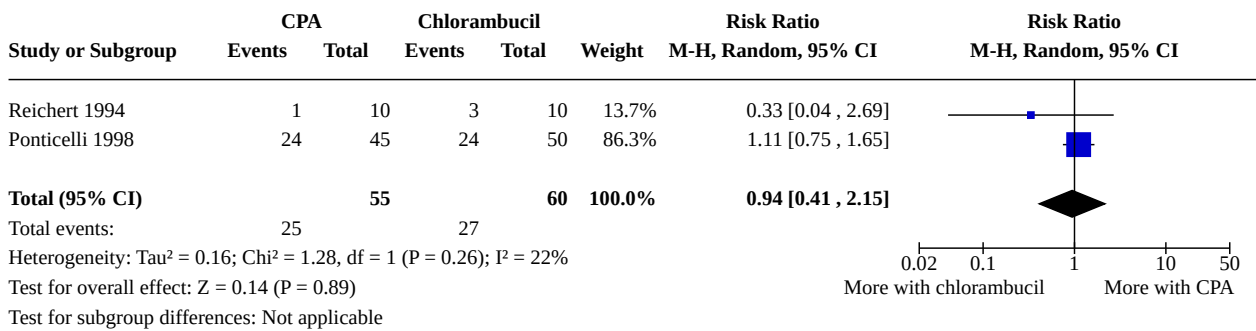 CPA Chlorambucil Risk Ratio Risk Ratio
Study or Subgroup Events Total Events Total Weight M-H, Random, 95% CI M-H, Random, 95% CI
Reichert 1994 1 10 3 10 13.7% 0.33 [0.04 , 2.69]
Ponticelli 1998 24 45 24 50 86.3% 1.11 [0.75 , 1.65]
Total (95% CI) 55 60 100.0% 0.94 [0.41 , 2.15]
Total events: 25 27
Heterogeneity: Tau² = 0.16; Chi² = 1.28, df = 1 (P = 0.26); I² = 22%
0.02 0.1 1 10 50
Test for overall effect: Z = 0.14 (P = 0.89)
More with chlorambucil More with CPA
Test for subgroup differences: Not applicable